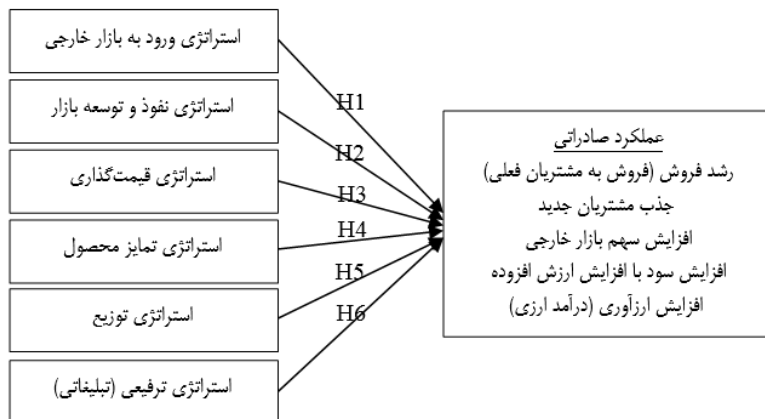 استراتژی ورود به بازار خارجی
استراتژی نفوذ و توسعه بازار
استراتژی قیمت‌گذاری
استراتژی تمایز محصول
استراتژی توزیع
استراتژی ترفیعی (تبلیغاتی)
H1
H2
H3
H4
H5
H6
عملکرد صادراتی
رشد فروش (فروش به مشتریان فعلی)
جذب مشتریان جدید
افزایش سهم بازار خارجی
افزایش سود با افزایش ارزش افزوده
افزایش ارزآوری (درآمد ارزی)